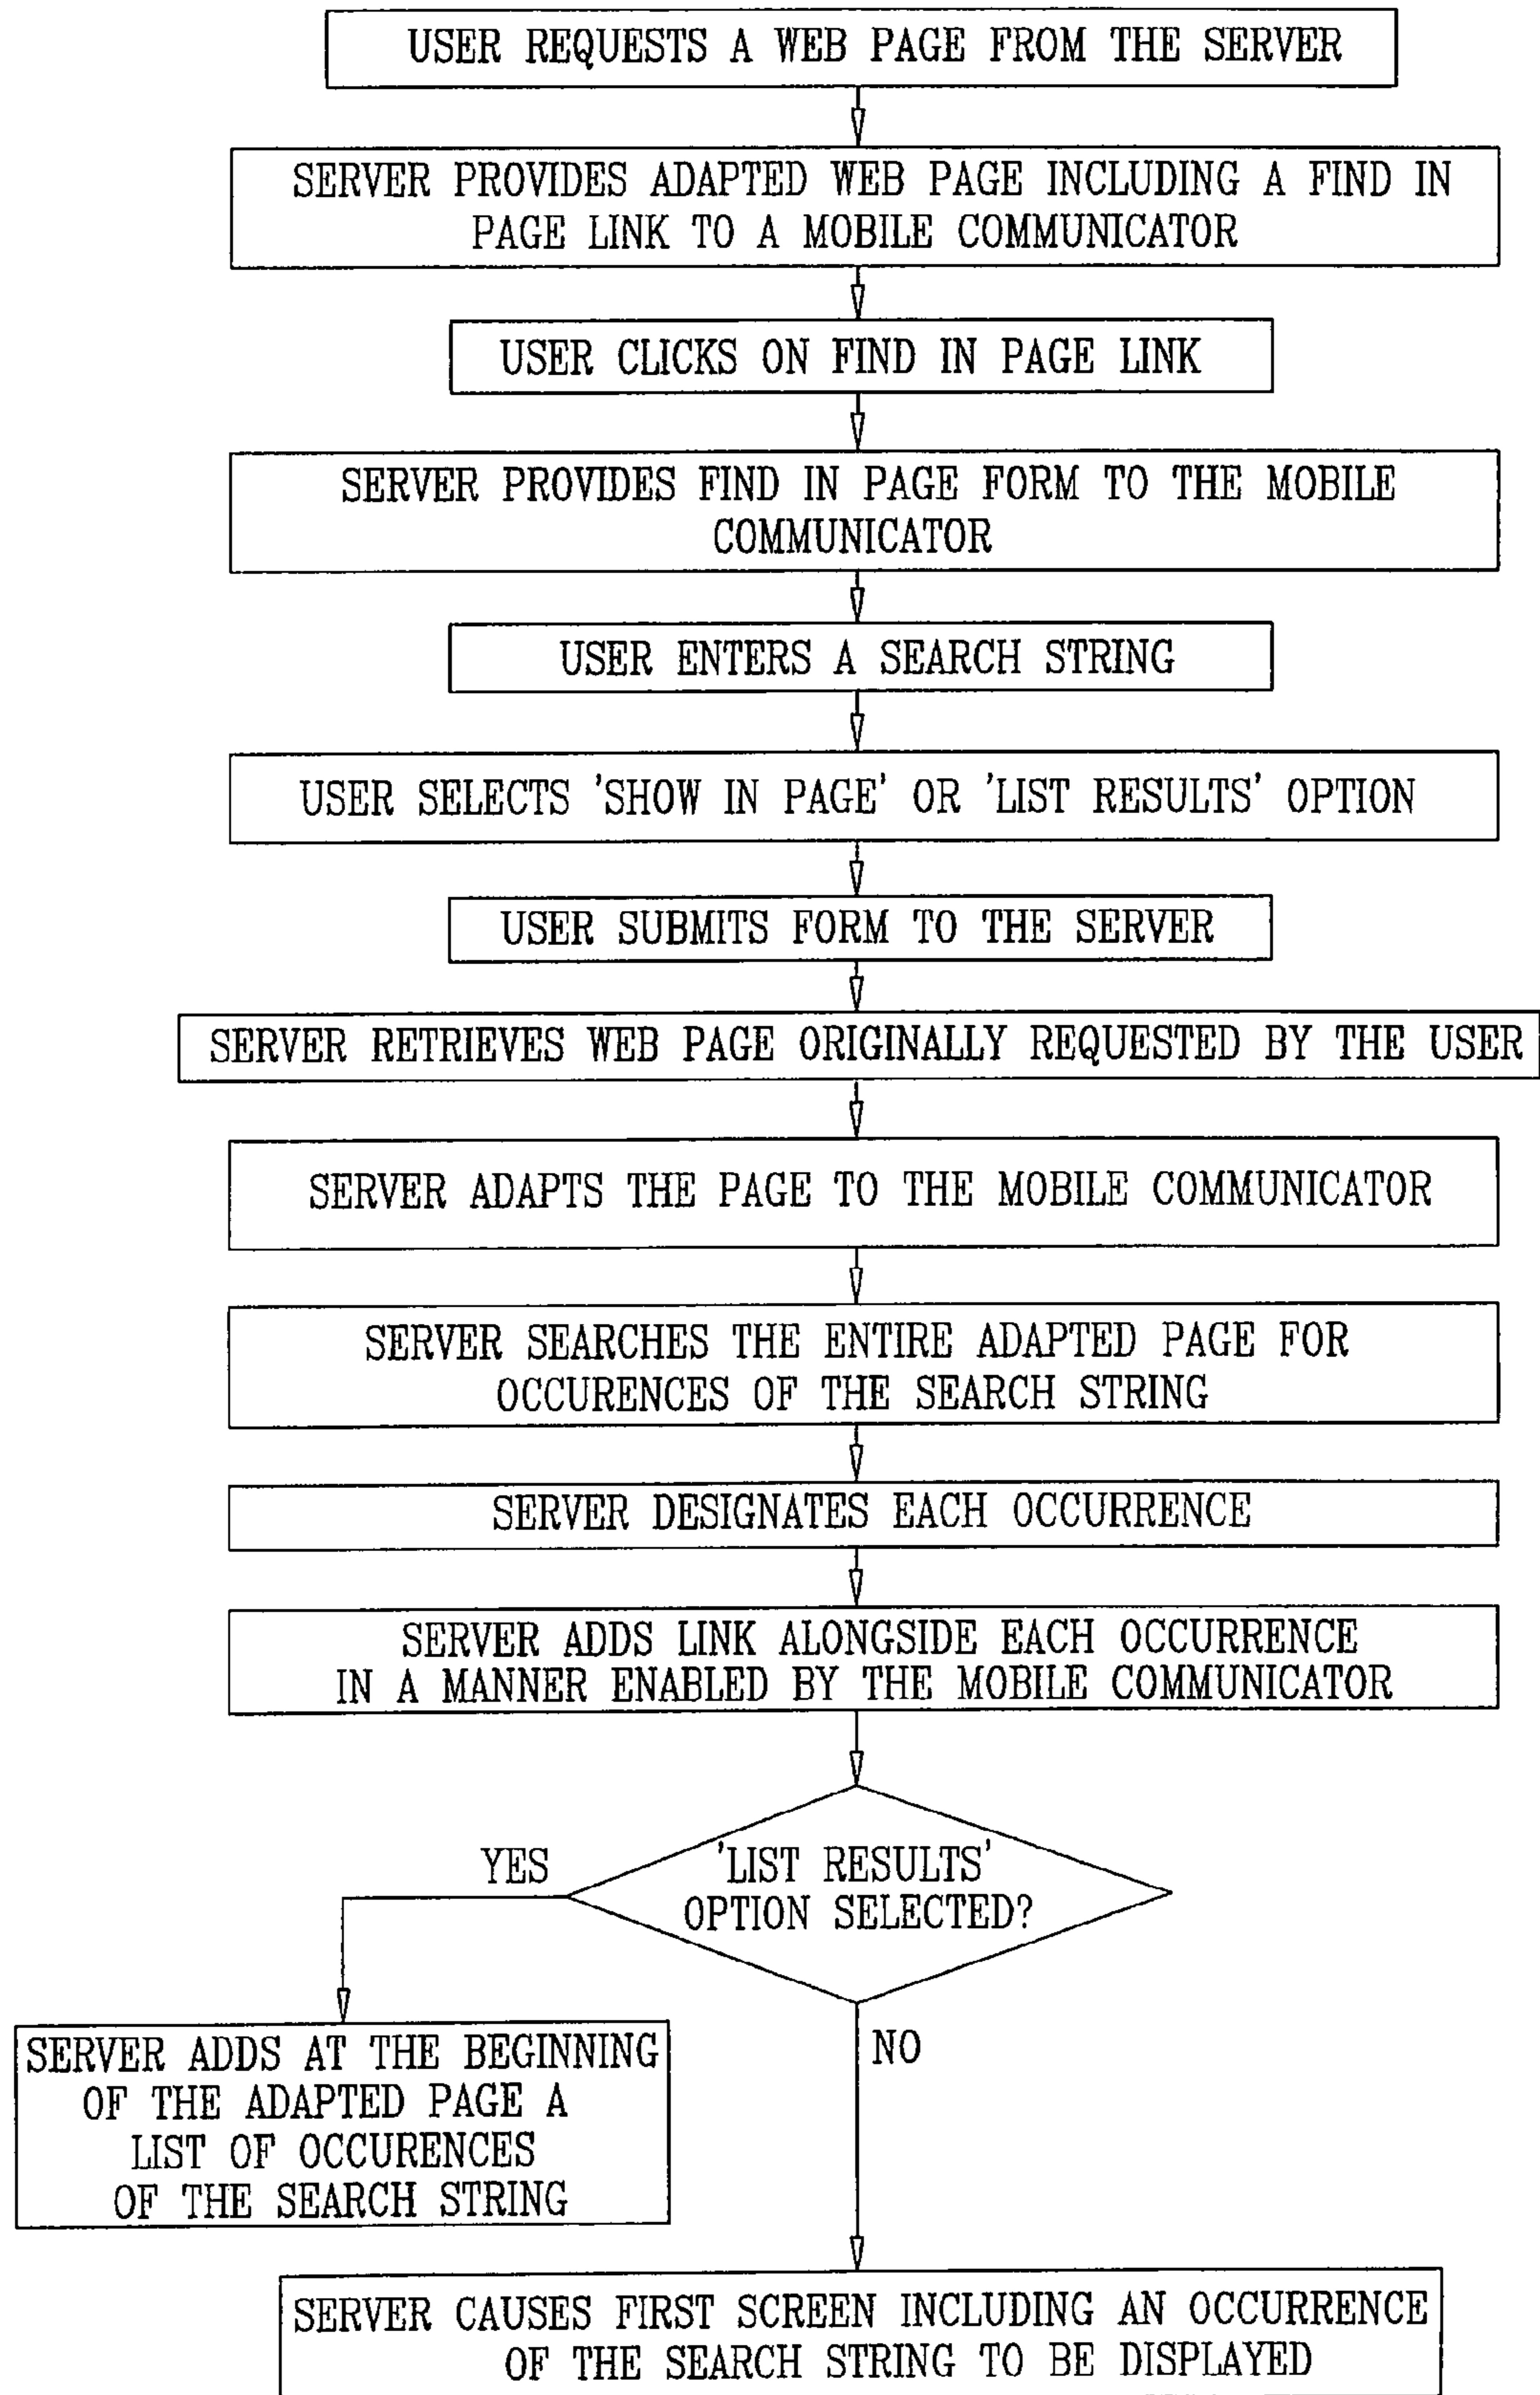 USER REQUESTS A WEB PAGE FROM THE SERVER
SERVER PROVIDES ADAPTED WEB PAGE INCLUDING A FIND IN
PAGE LINK TO A MOBILE COMMUNICATOR
USER CLICKS ON FIND IN PAGE LINK
SERVER PROVIDES FIND IN PAGE FORM TO THE MOBILE
COMMUNICATOR
USER ENTERS A SEARCH STRING
USER SELECTS 'SHOW IN PAGE' OR 'LIST RESULTS' OPTION
USER SUBMITS FORM TO THE SERVER
SERVER RETRIEVES WEB PAGE ORIGINALLY REQUESTED BY THE USER
SERVER ADAPTS THE PAGE TO THE MOBILE COMMUNICATOR
SERVER SEARCHES THE ENTIRE ADAPTED PAGE FOR
OCCURENCES OF THE SEARCH STRING
SERVER DESIGNATES EACH OCCURRENCE
SERVER ADDS LINK ALONGSIDE EACH OCCURRENCE
IN A MANNER ENABLED BY THE MOBILE COMMUNICATOR
YES
'LIST RESULTS'
OPTION SELECTED?
SERVER ADDS AT THE BEGINNING
OF THE ADAPTED PAGE A
LIST OF OCCURENCES
OF THE SEARCH STRING
NO
SERVER CAUSES FIRST SCREEN INCLUDING AN OCCURRENCE
OF THE SEARCH STRING TO BE DISPLAYED